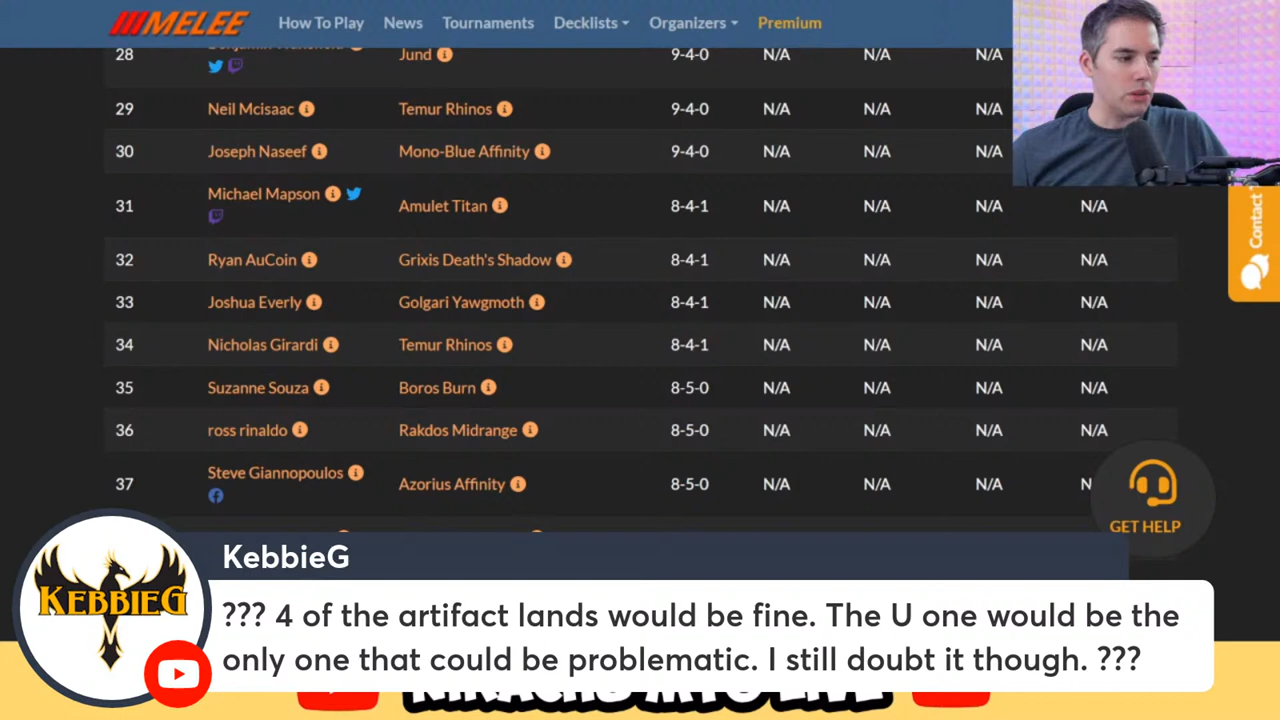 MELEE How To Play News Tournaments Decklists Organizers Premium
28 Jund 9-4-0 N/A N/A N/A
29 Neil Mcisaac Temur Rhinos 9-4-0 N/A N/A N/A
30 Joseph Naseef Mono-Blue Affinity 9-4-0 N/A N/A N/A
31 Michael Mapson Amulet Titan 8-4-1 N/A N/A N/A N/A
Contact
32 Ryan AuCoin Grixis Death's Shadow 8-4-1 N/A N/A N/A N/A
33 Joshua Everly Golgari Yawgmoth 8-4-1 N/A N/A N/A N/A
34 Nicholas Girardi Temur Rhinos 8-4-1 N/A N/A N/A N/A
35 Suzanne Souza Boros Burn 8-5-0 N/A N/A N/A N/A
36 ross rinaldo Rakdos Midrange 8-5-0 N/A N/A N/A N/A
37 Steve Giannopoulos Azorius Affinity 8-5-0 N/A N/A N/A N
GET HELP
KebbieG
KEBBIEG
??? 4 of the artifact lands would be fine. The U one would be the
only one that could be problematic. I still doubt it though. ???